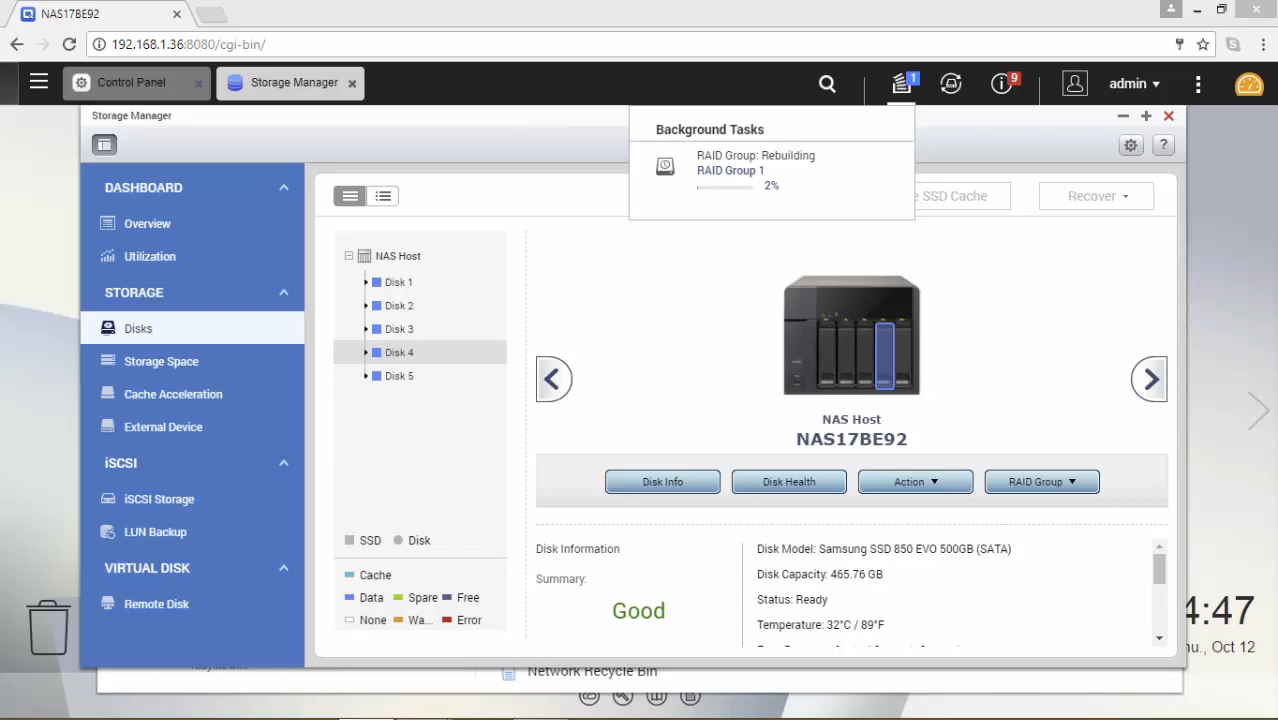 NAS17BE92
192.168.1.36:8080/cgi-bin/
Control Panel
Storage Manager
1
9
admin
Storage Manager
Background Tasks
RAID Group: Rebuilding
RAID Group 1
2%
?
DASHBOARD
Overview
Utilization
STORAGE
Disks
Storage Space
Cache Acceleration
External Device
iSCSI
iSCSI Storage
LUN Backup
VIRTUAL DISK
Remote Disk
SSD Cache
Recover
NAS Host
Disk 1
Disk 2
Disk 3
Disk 4
Disk 5
SSD Disk
Cache
Data Spare Free
None Wa... Error
NAS Host
NAS17BE92
Disk Info Disk Health Action RAID Group
Disk Information
Summary:
Good
Disk Model: Samsung SSD 850 EVO 500GB (SATA)
Disk Capacity: 465.76 GB
Status: Ready
Temperature: 32°C / 89°F
4:47
Oct 12
Network Recycle Bin